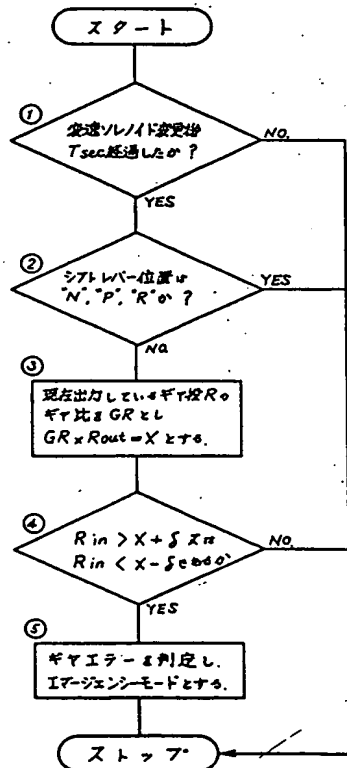 スタート
①
変速ソレノイド変更後
Tsec経過したか?
NO
YES
②
シフトレバー位置は
"N","P","R"か?
YES
NO
③
現在出力しているギヤ段Rの
ギヤ比をGRとし
GR×Rout=Xとする.
④
Rin>X+δ又は
Rin<X-δであるか
NO
YES
⑤
ギヤエラーを判定し.
エマージェンシーモードとする.
ストップ